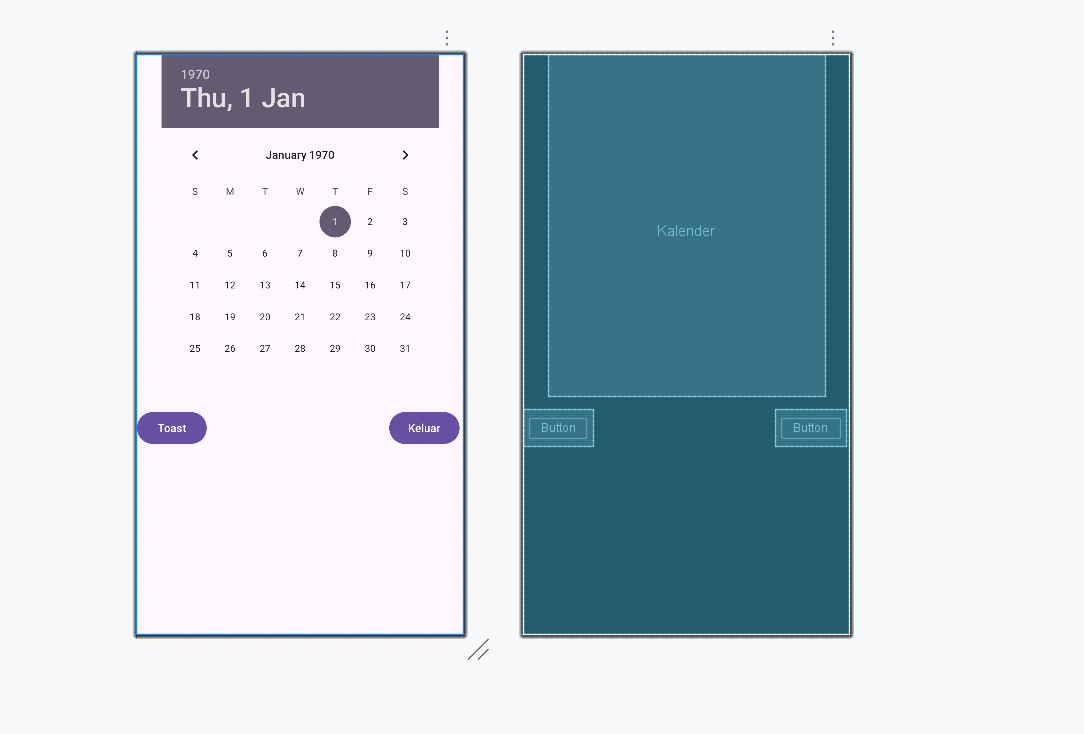 1970
Thu, 1 Jan
January 1970
S M T W T F S
1 2 3
4 5 6 7 8 9 10
11 12 13 14 15 16 17
18 19 20 21 22 23 24
25 26 27 28 29 30 31
Toast Keluar
Kalender
Button Button